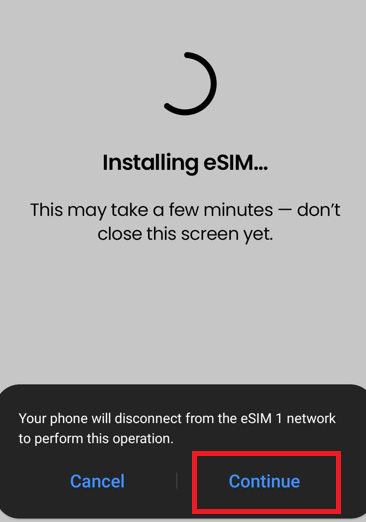 Installing eSIM...
This may take a few minutes — don't
close this screen yet.
Your phone will disconnect from the eSIM 1 network
to perform this operation.
Cancel
Continue